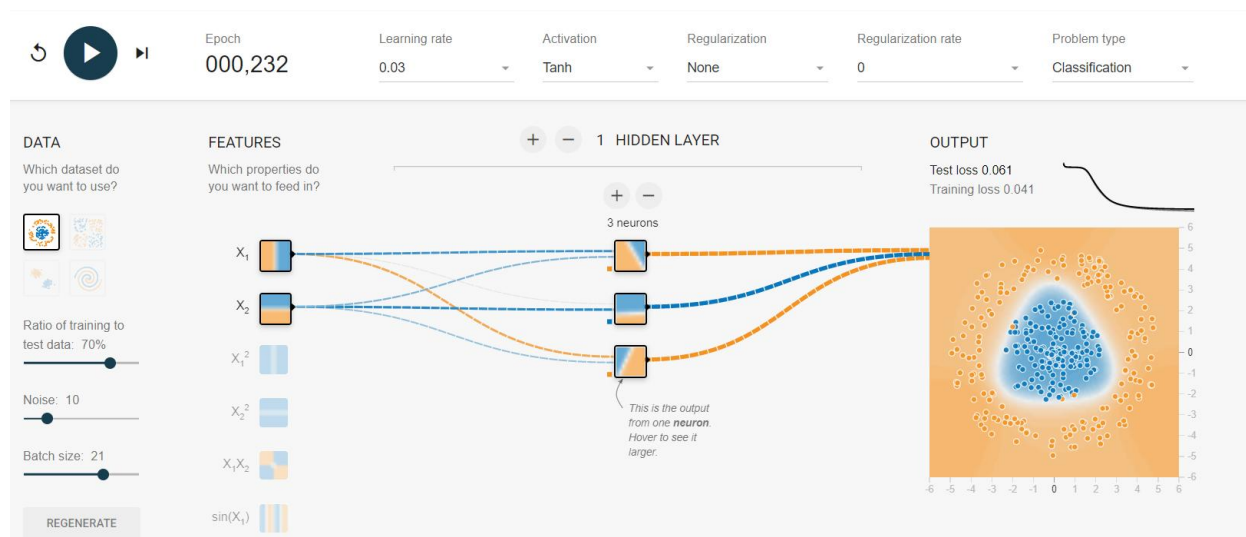 Epoch
000,232
Learning rate
0.03
Activation
Tanh
Regularization
None
Regularization rate
0
Problem type
Classification
DATA
Which dataset do
you want to use?
Ratio of training to
test data: 70%
Noise: 10
Batch size: 21
REGENERATE
FEATURES
Which properties do
you want to feed in?
X₁
X₂
X₁²
X₂²
X₁X₂
sin(X₁)
+ − 1 HIDDEN LAYER
+ −
3 neurons
This is the output
from one neuron.
Hover to see it
larger.
OUTPUT
Test loss 0.061
Training loss 0.041
6
5
4
3
2
1
0
-1
-2
-3
-4
-5
-6
-6 -5 -4 -3 -2 -1 0 1 2 3 4 5 6